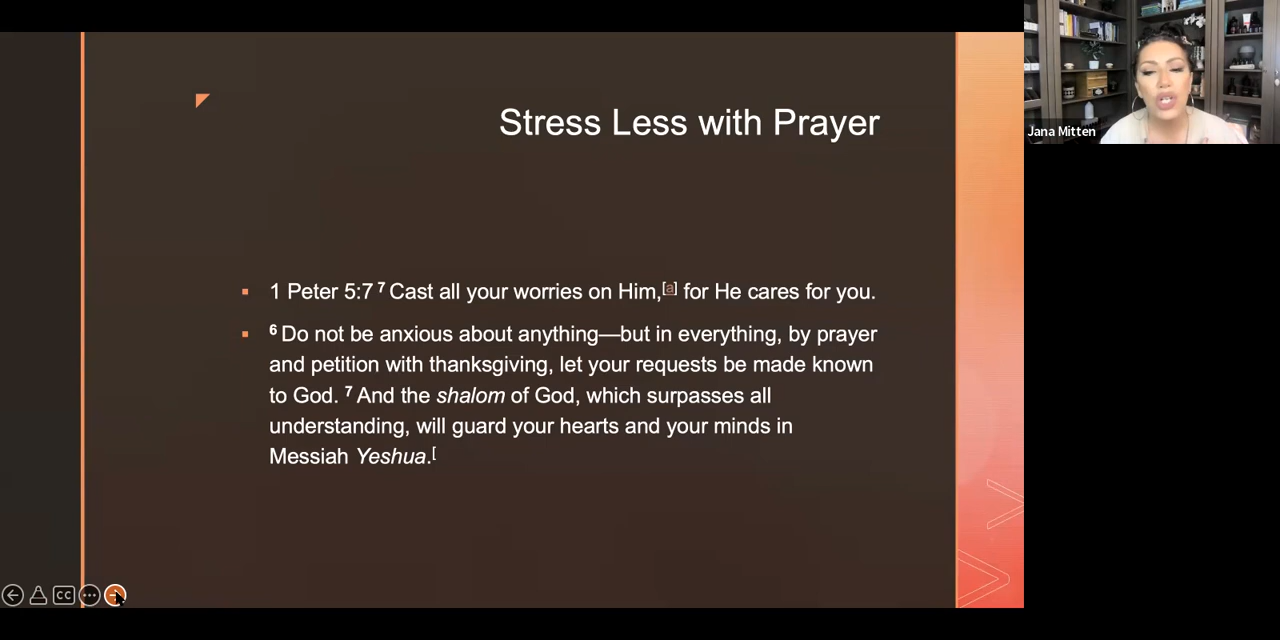 Stress Less with Prayer
1 Peter 5:7 7 Cast all your worries on Him,[a] for He cares for you.
6 Do not be anxious about anything—but in everything, by prayer
and petition with thanksgiving, let your requests be made known
to God. 7 And the shalom of God, which surpasses all
understanding, will guard your hearts and your minds in
Messiah Yeshua.[
Jana Mitten
CC